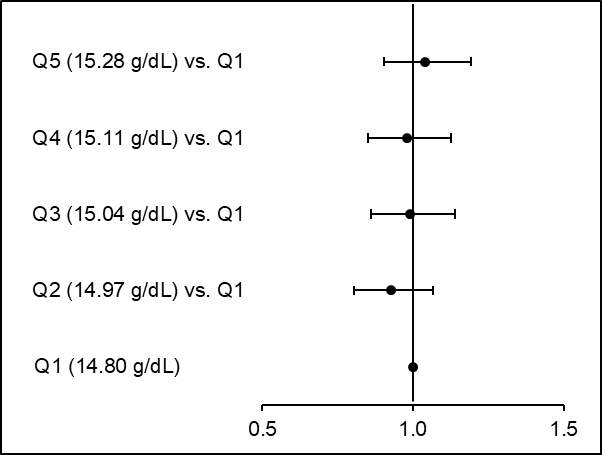 Q5 (15.28 g/dL) vs. Q1
Q4 (15.11 g/dL) vs. Q1
Q3 (15.04 g/dL) vs. Q1
Q2 (14.97 g/dL) vs. Q1
Q1 (14.80 g/dL)
0.5 1.0 1.5